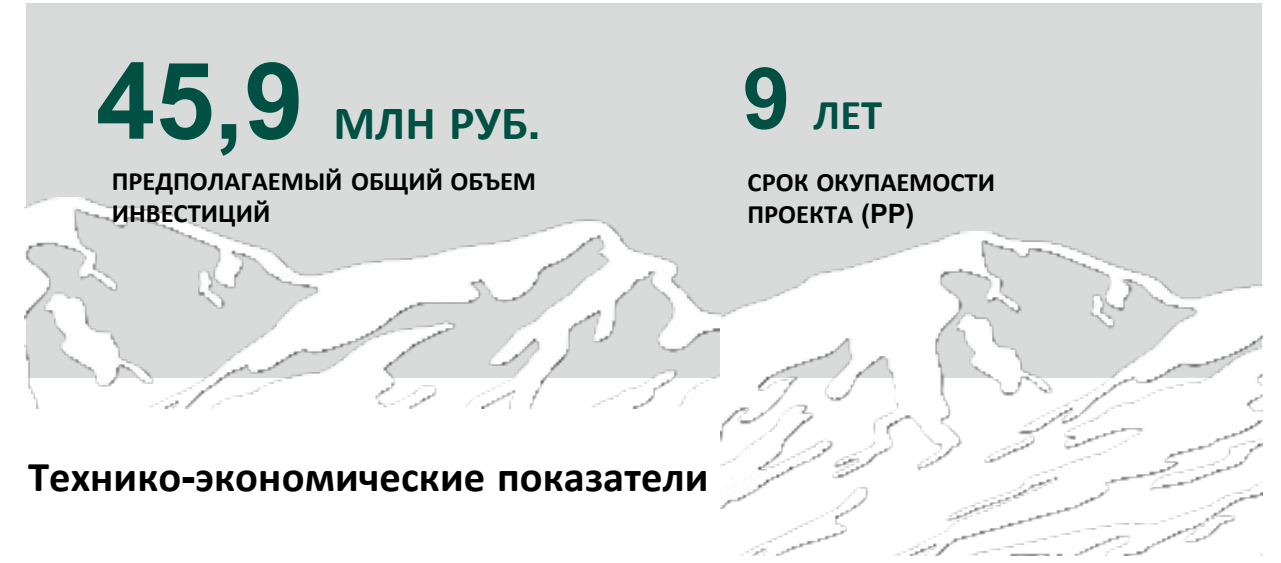 45,9 МЛН РУБ.
ПРЕДПОЛАГАЕМЫЙ ОБЩИЙ ОБЪЕМ
ИНВЕСТИЦИЙ
9 ЛЕТ
СРОК ОКУПАЕМОСТИ
ПРОЕКТА (PP)
Технико-экономические показатели